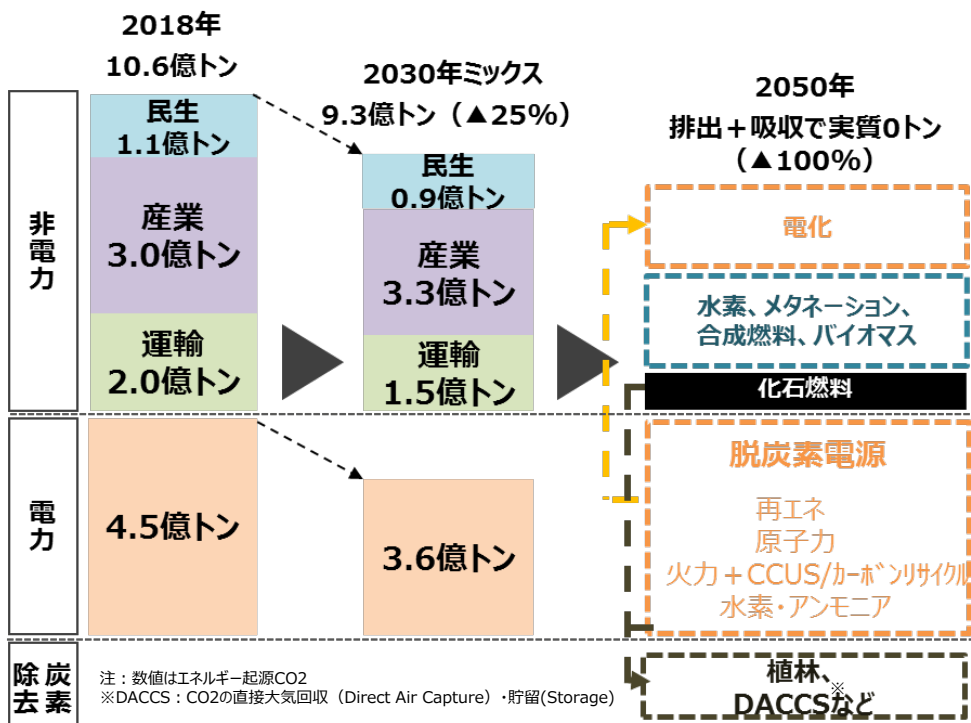 2018年
10.6億トン
2030年ミックス
9.3億トン（▲25%）
2050年
排出＋吸収で実質0トン
（▲100%）
非電力
民生
1.1億トン
産業
3.0億トン
運輸
2.0億トン
民生
0.9億トン
産業
3.3億トン
運輸
1.5億トン
電化
水素、メタネーション、
合成燃料、バイオマス
化石燃料
電力
4.5億トン
3.6億トン
脱炭素電源
再エネ
原子力
火力＋CCUS/ｶｰﾎﾞﾝﾘｻｲｸﾙ
水素・アンモニア
炭素
除去
注：数値はエネルギー起源CO2
※DACCS：CO2の直接大気回収（Direct Air Capture）・貯留(Storage)
植林、
※
DACCSなど